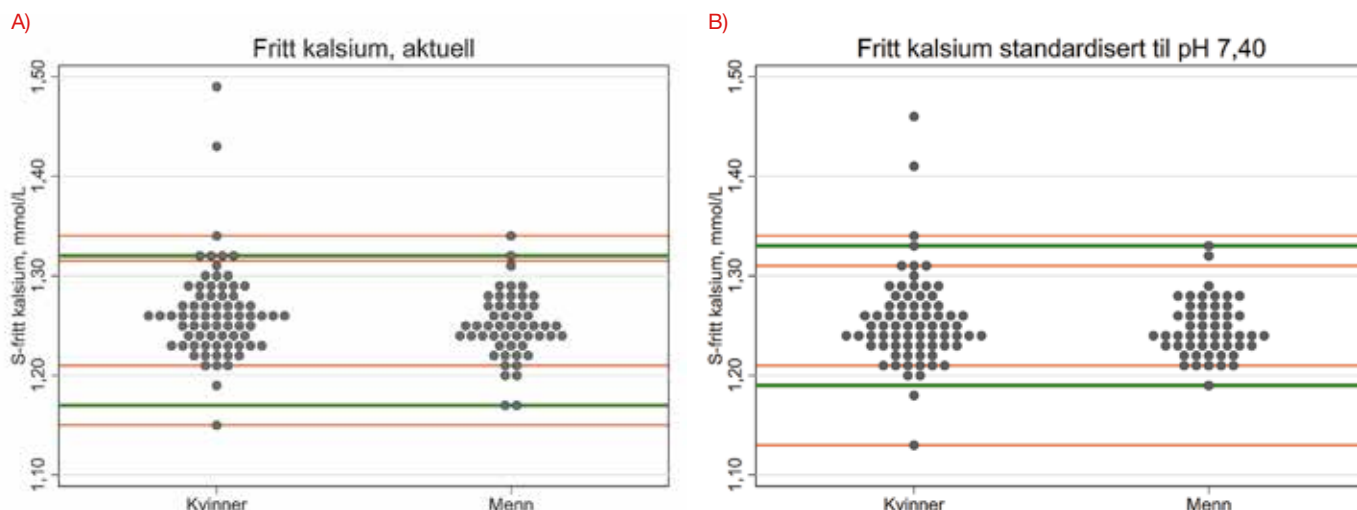 A)
Fritt kalsium, aktuell
S-fritt kalsium, mmol/L
1,50
1,40
1,30
1,20
1,10
Kvinner
Menn
B)
Fritt kalsium standardisert til pH 7,40
S-fritt kalsium, mmol/L
1,50
1,40
1,30
1,20
1,10
Kvinner
Menn